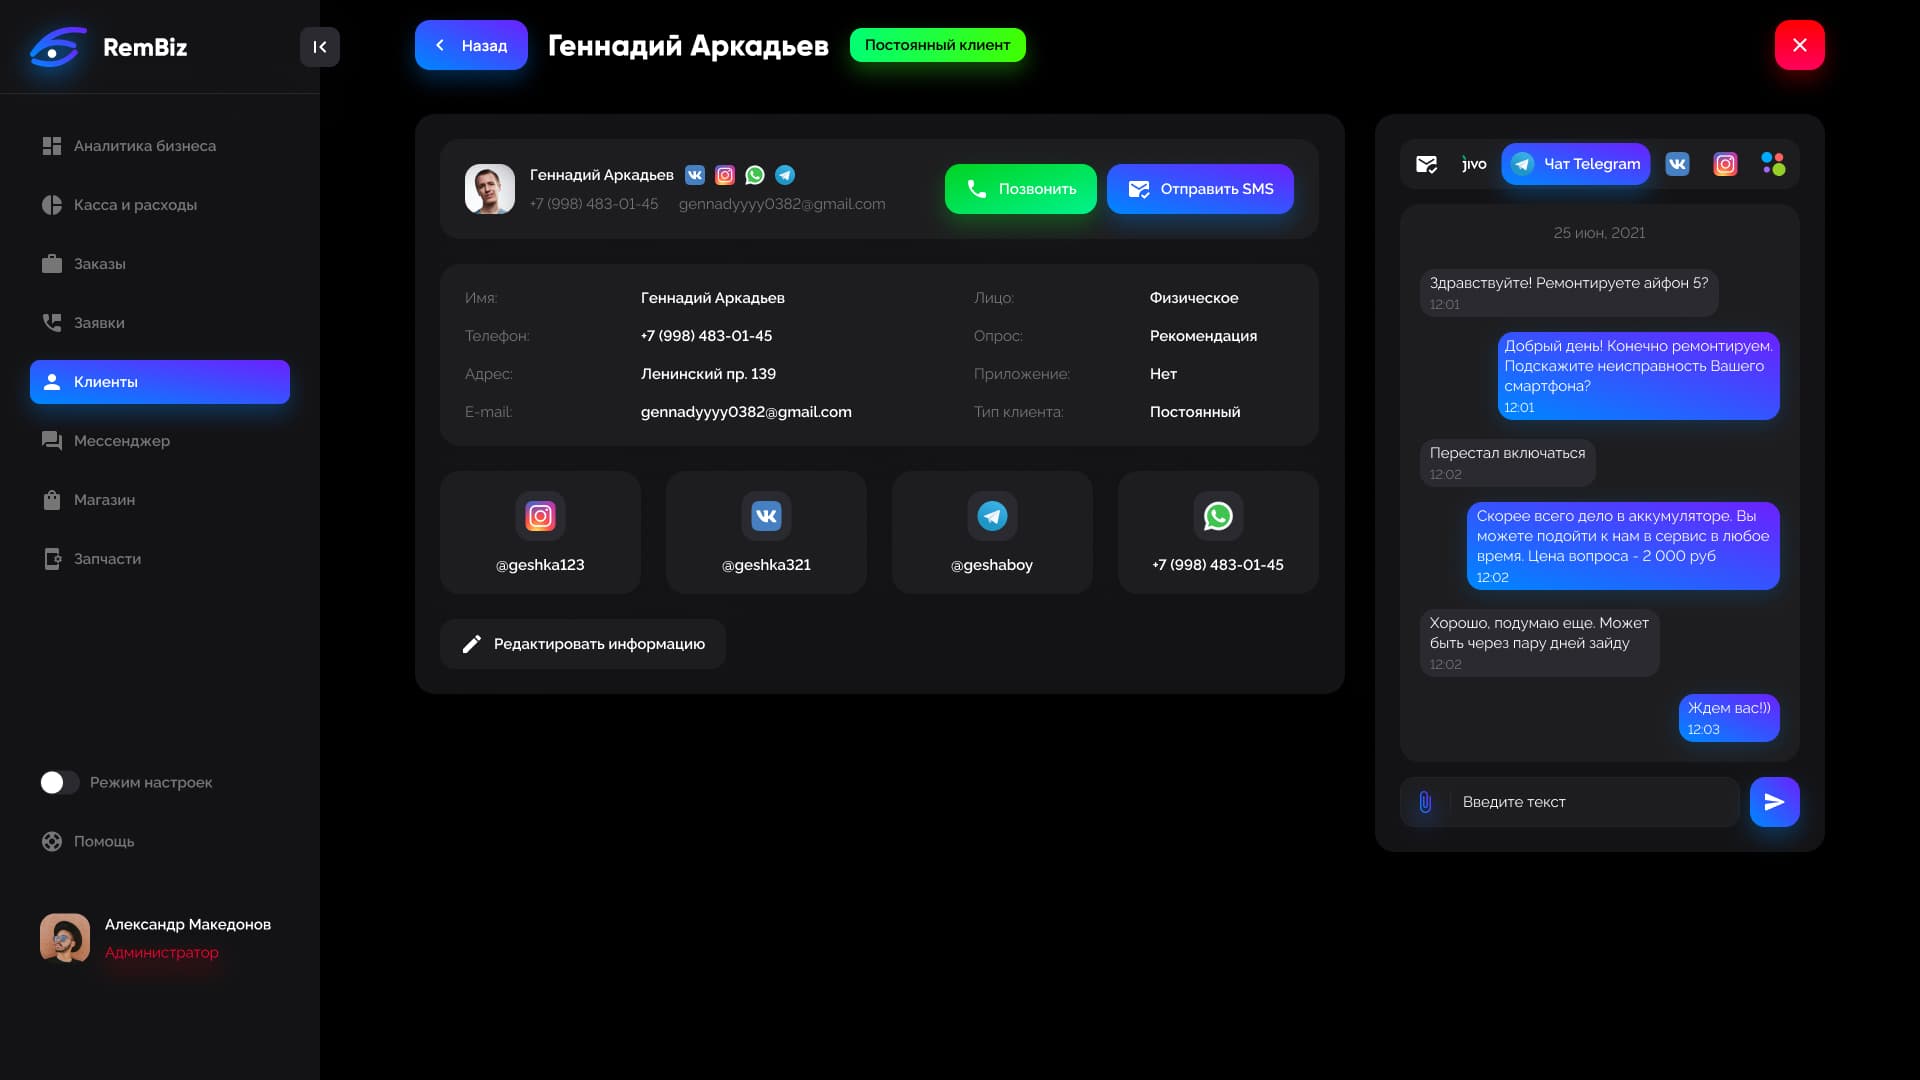 RemBiz
Аналитика бизнеса
Касса и расходы
Заказы
Заявки
Клиенты
Мессенджер
Магазин
Запчасти
Режим настроек
Помощь
Александр Македонов
Администратор
Назад
Геннадий Аркадьев
Постоянный клиент
Геннадий Аркадьев
+7 (998) 483-01-45 gennadyyyy0382@gmail.com
Позвонить
Отправить SMS
Имя: Геннадий Аркадьев
Телефон: +7 (998) 483-01-45
Адрес: Ленинский пр. 139
E-mail: gennadyyyy0382@gmail.com
Лицо: Физическое
Опрос: Рекомендация
Приложение: Нет
Тип клиента: Постоянный
@geshka123
@geshka321
@geshaboy
+7 (998) 483-01-45
Редактировать информацию
jivo
Чат Telegram
25 июн, 2021
Здравствуйте! Ремонтируете айфон 5?
12:01
Добрый день! Конечно ремонтируем.
Подскажите неисправность Вашего
смартфона?
12:01
Перестал включаться
12:02
Скорее всего дело в аккумуляторе. Вы
можете подойти к нам в сервис в любое
время. Цена вопроса - 2 000 руб
12:02
Хорошо, подумаю еще. Может
быть через пару дней зайду
12:02
Ждем вас!))
12:03
Введите текст